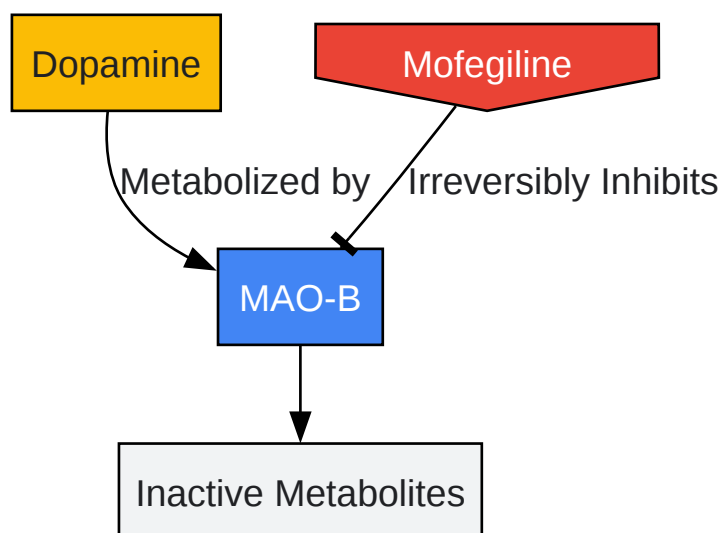 Dopamine
Mofegiline
Metabolized by
Irreversibly Inhibits
MAO-B
Inactive Metabolites